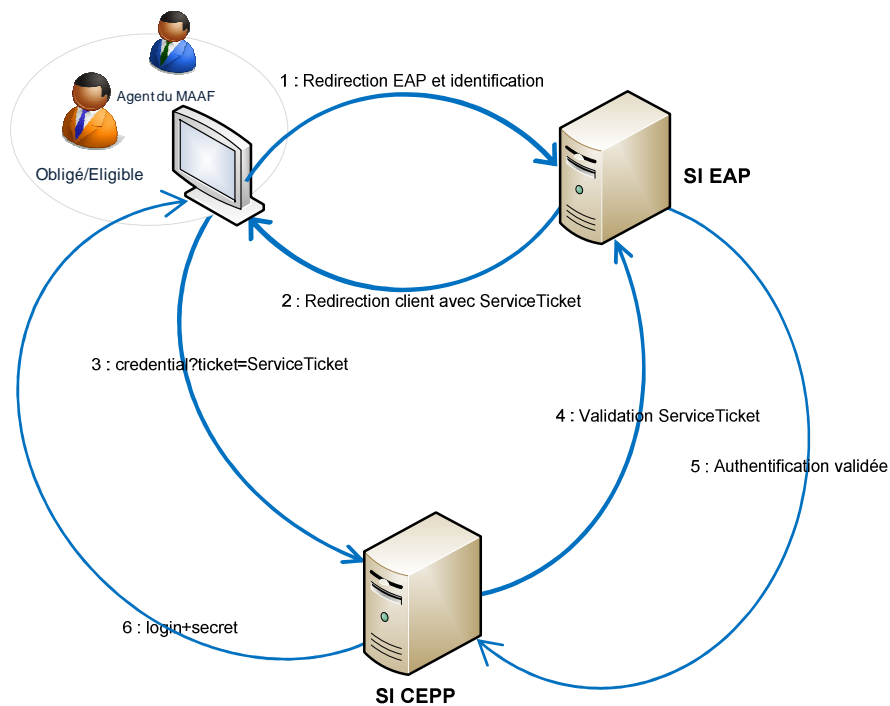 1 : Redirection EAP et identification
Agent du MAAF
Obligé/Eligible
SI EAP
2 : Redirection client avec ServiceTicket
3 : credential?ticket=ServiceTicket
4 : Validation ServiceTicket
5 : Authentification validée
6 : login+secret
SI CEPP